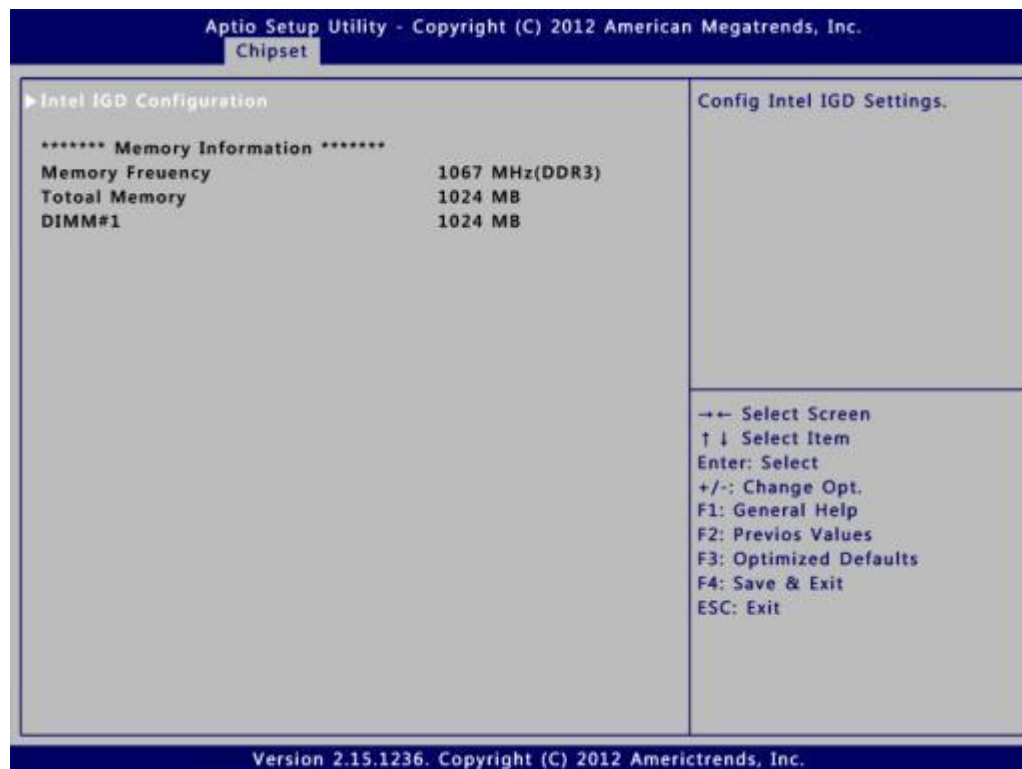 Aptio Setup Utility - Copyright (C) 2012 American Megatrends, Inc.
Chipset
▶Intel IGD Configuration
******* Memory Information *******
Memory Freuency 1067 MHz(DDR3)
Totoal Memory 1024 MB
DIMM#1 1024 MB
Config Intel IGD Settings.
→← Select Screen
↑↓ Select Item
Enter: Select
+/-: Change Opt.
F1: General Help
F2: Previos Values
F3: Optimized Defaults
F4: Save & Exit
ESC: Exit
Version 2.15.1236. Copyright (C) 2012 Americtrends, Inc.